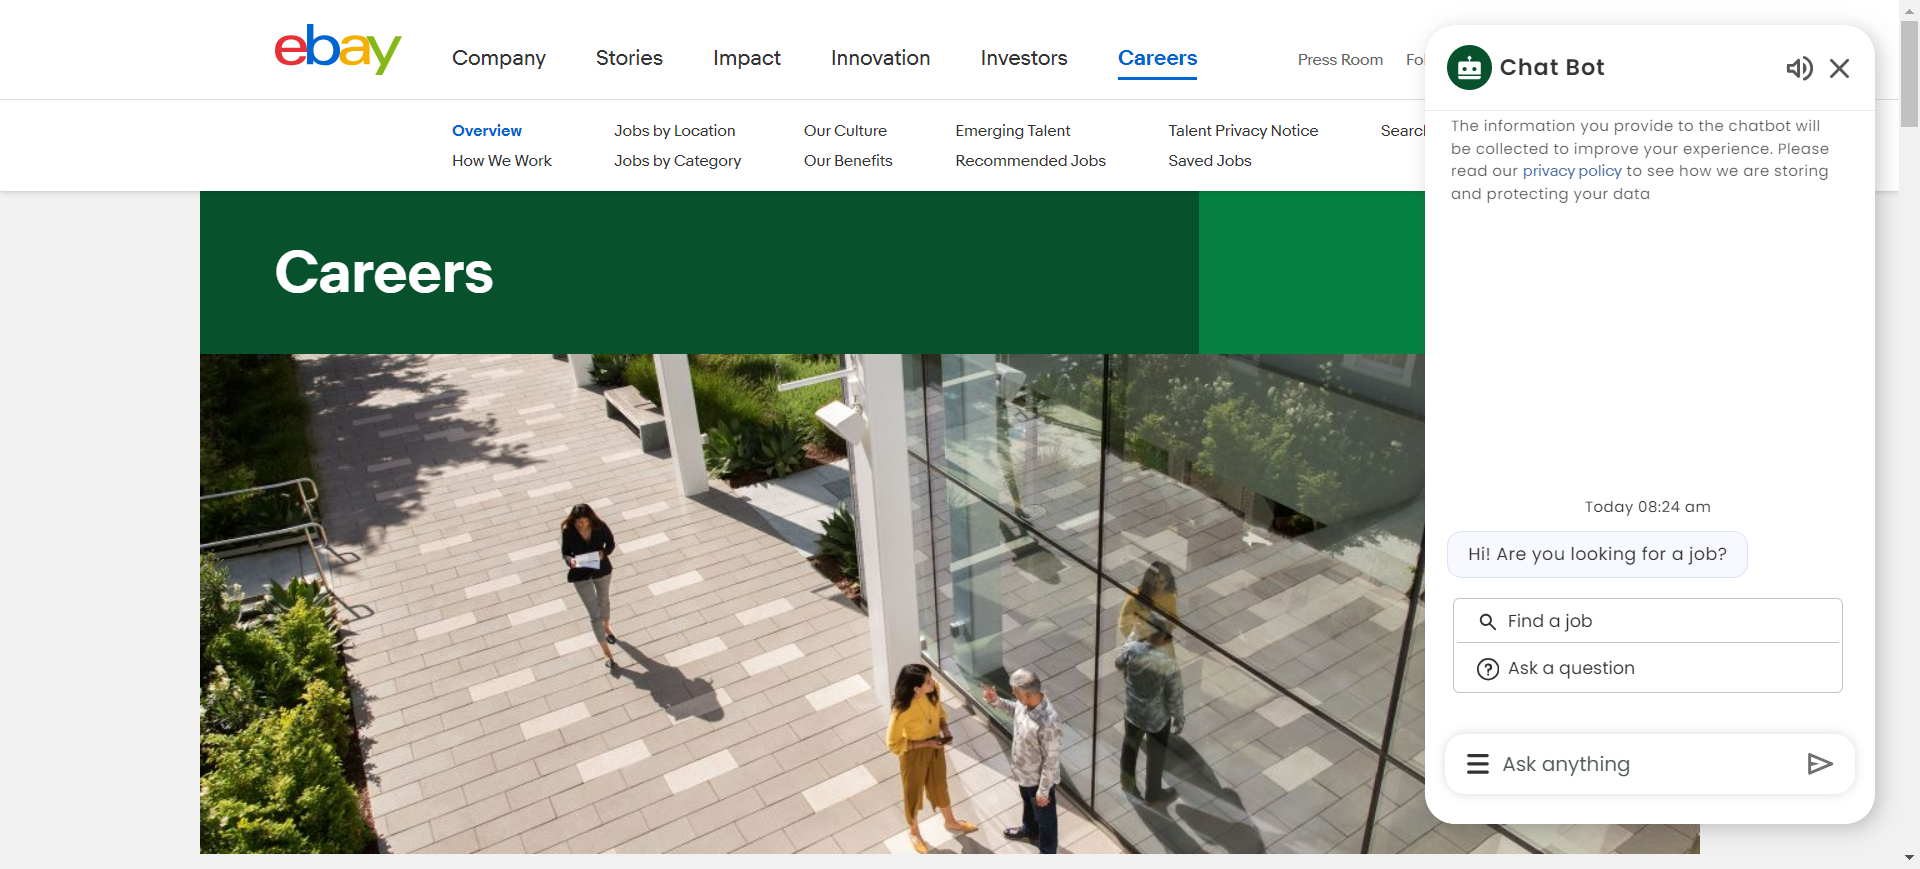 ebay
Company Stories Impact Innovation Investors Careers Press Room
Overview Jobs by Location Our Culture Emerging Talent Talent Privacy Notice
How We Work Jobs by Category Our Benefits Recommended Jobs Saved Jobs
Careers
Chat Bot
The information you provide to the chatbot will
be collected to improve your experience. Please
read our privacy policy to see how we are storing
and protecting your data
Today 08:24 am
Hi! Are you looking for a job?
Find a job
Ask a question
Ask anything